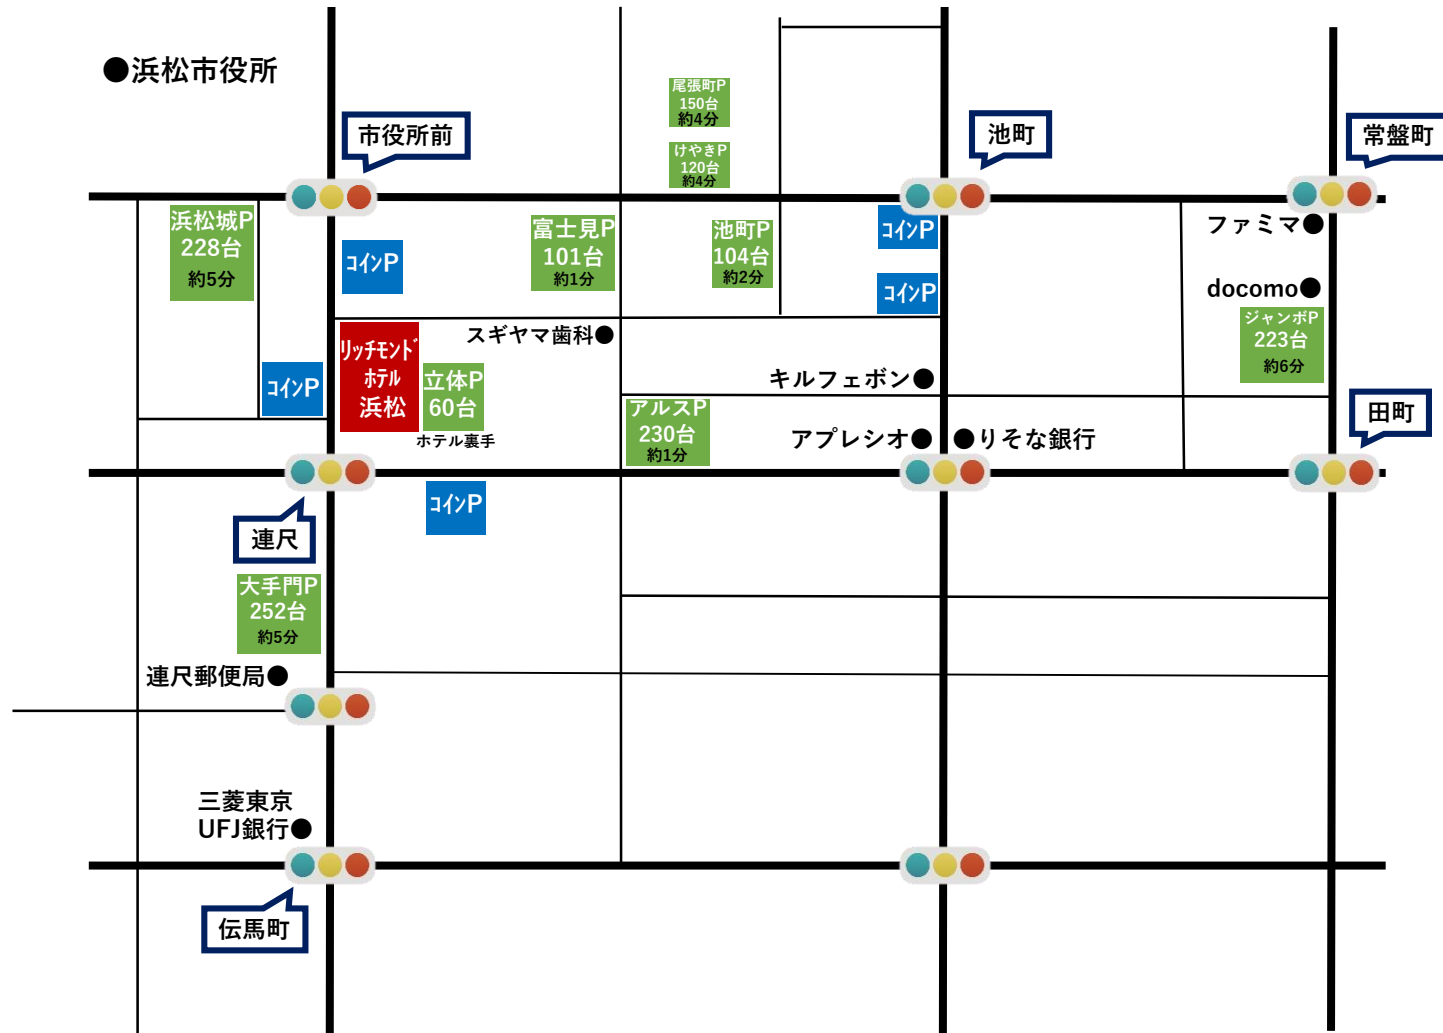 ●浜松市役所
尾張町P
150台
約4分
市役所前
池町
常盤町
けやきP
120台
約4分
浜松城P
228台
約5分
コインP
富士見P
101台
約1分
池町P
104台
約2分
コインP
ファミマ●
コインP
docomo●
ジャンボP
223台
約6分
リッチモンド
ホテル
浜松
スギヤマ歯科●
コインP
立体P
60台
ホテル裏手
キルフェボン●
アルスP
230台
約1分
田町
アプレシオ●
●りそな銀行
コインP
連尺
大手門P
252台
約5分
連尺郵便局●
三菱東京
UFJ銀行●
伝馬町